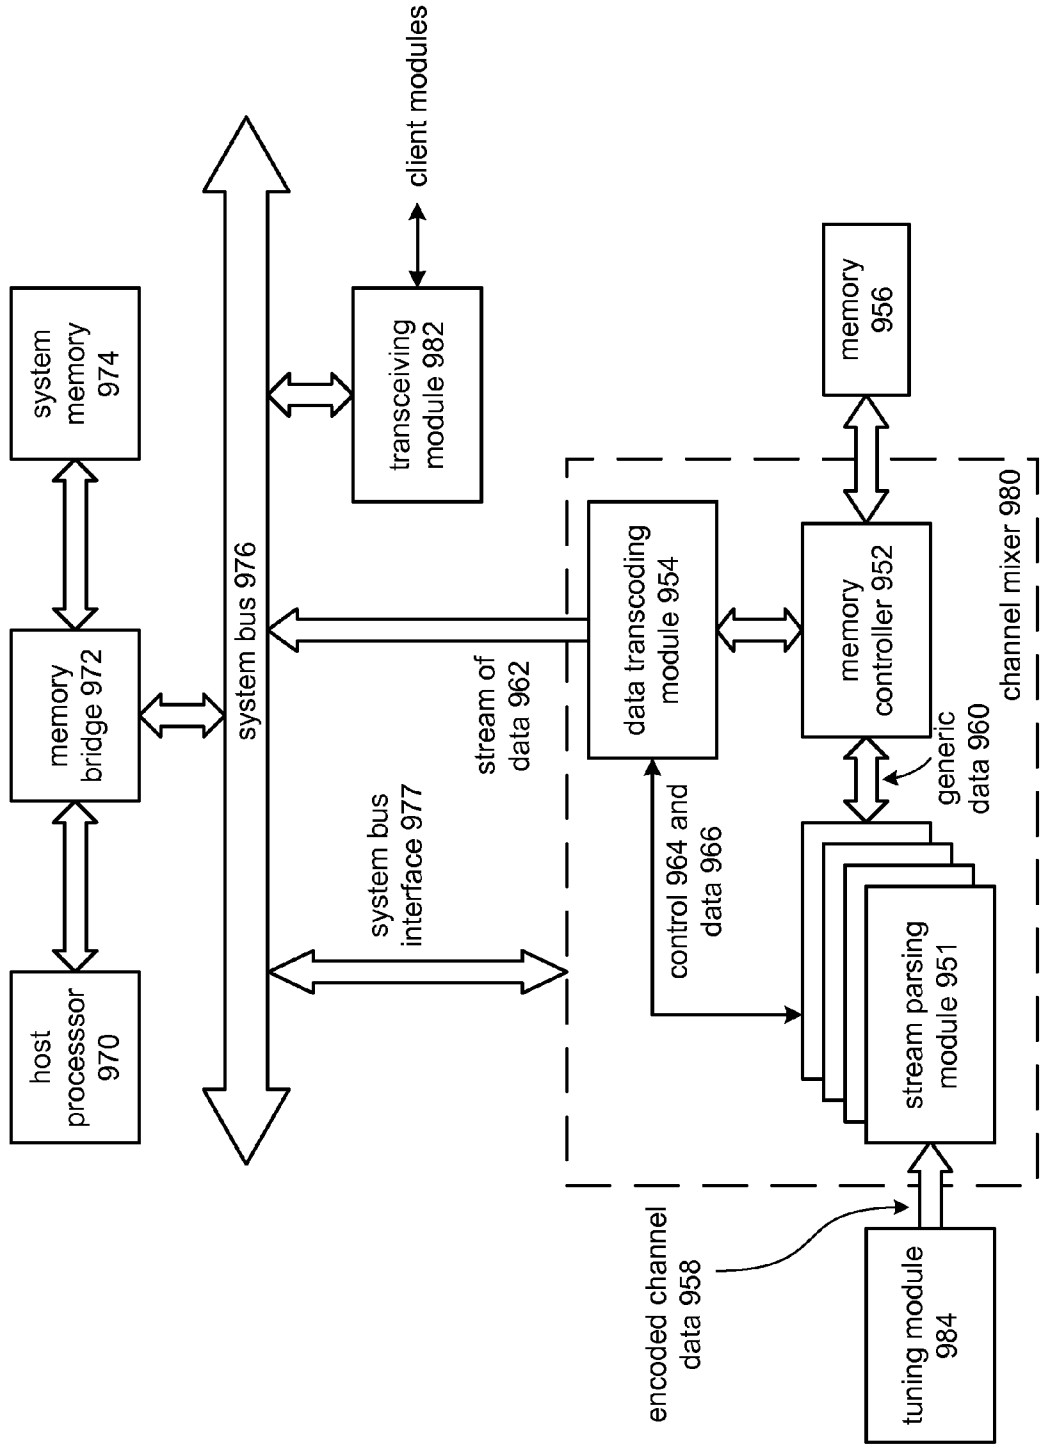 host
processsor
970
memory
bridge 972
system
memory
974
system bus 976
system bus
interface 977
stream of
data 962
transceiving
module 982
client modules
encoded channel
data 958
control 964 and
data 966
data transcoding
module 954
tuning module
984
stream parsing
module 951
generic
data 960
memory
controller 952
memory
956
channel mixer 980